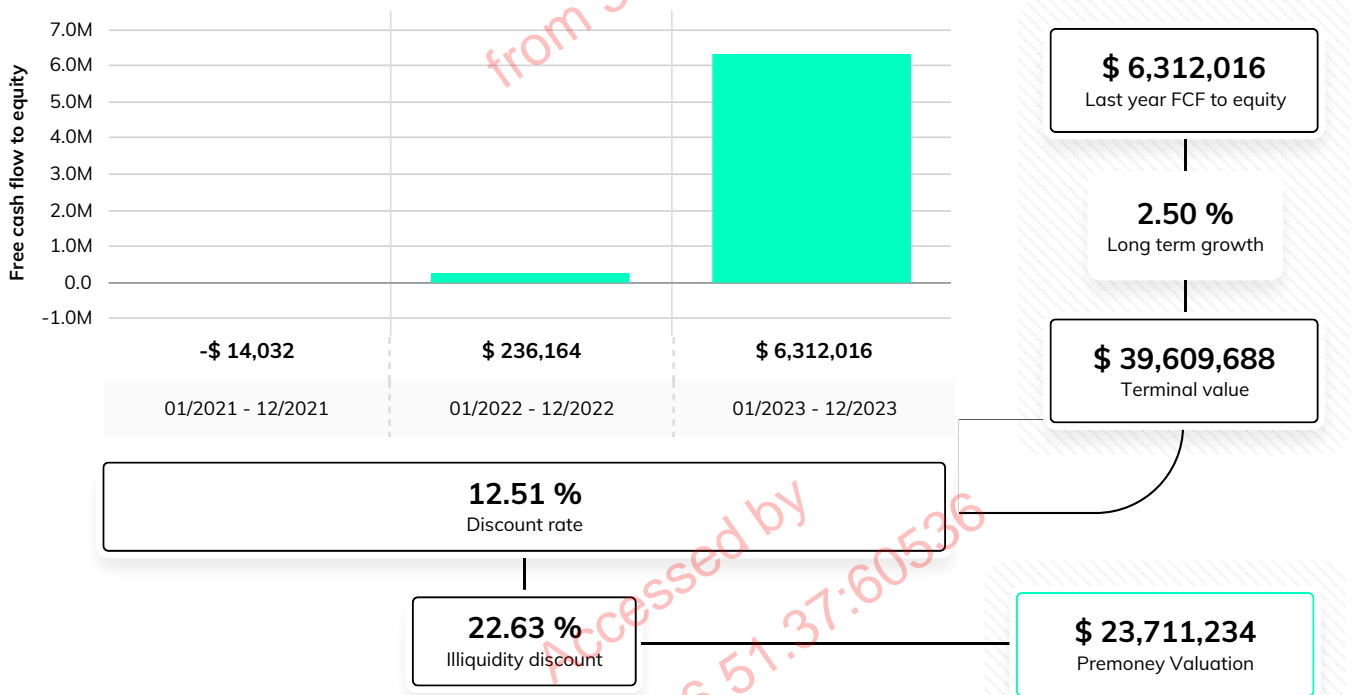 Free cash flow to equity
7.0M
6.0M
5.0M
4.0M
3.0M
2.0M
1.0M
0.0
-1.0M
-$ 14,032
$ 236,164
$ 6,312,016
01/2021 - 12/2021
01/2022 - 12/2022
01/2023 - 12/2023
$ 6,312,016
Last year FCF to equity
2.50 %
Long term growth
$ 39,609,688
Terminal value
12.51 %
Discount rate
22.63 %
Illiquidity discount
$ 23,711,234
Premoney Valuation
from
Accessed by
51.37:60536